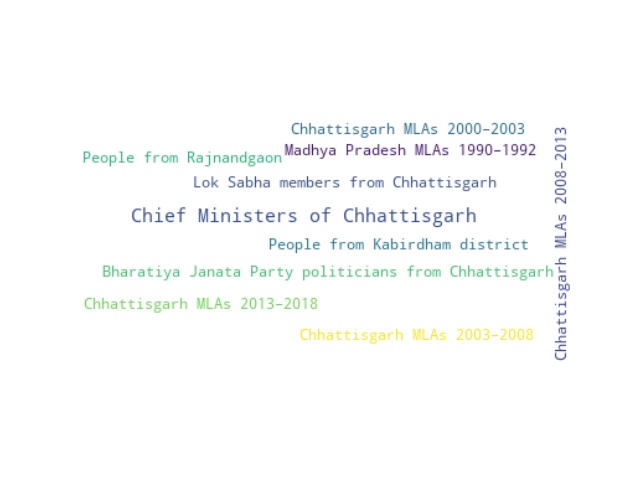 Chhattisgarh MLAs 2000–2003
Madhya Pradesh MLAs 1990–1992
People from Rajnandgaon
Lok Sabha members from Chhattisgarh
Chief Ministers of Chhattisgarh
People from Kabirdham district
Bharatiya Janata Party politicians from Chhattisgarh
Chhattisgarh MLAs 2013–2018
Chhattisgarh MLAs 2003–2008
Chhattisgarh MLAs 2008–2013